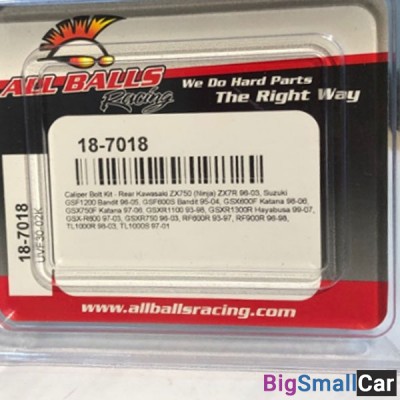 ALL BALLS
Racing
We Do Hard Parts
The Right Way
18-7018
Caliper Bolt Kit - Rear Kawasaki ZX750 (Ninja) ZX7R 96-03, Suzuki
GSF1200 Bandit 96-05, GSF600S Bandit 95-04, GSX600F Katana 98-06,
GSX750F Katana 97-06, GSXR1100 93-98, GSXR1300R Hayabusa 99-07,
GSX-R600 97-03, GSXR750 96-03, RF600R 93-97, RF900R 96-98,
TL1000R 98-03, TL1000S 97-01
18-7018
www.allballsracing.com
BigSmallCar